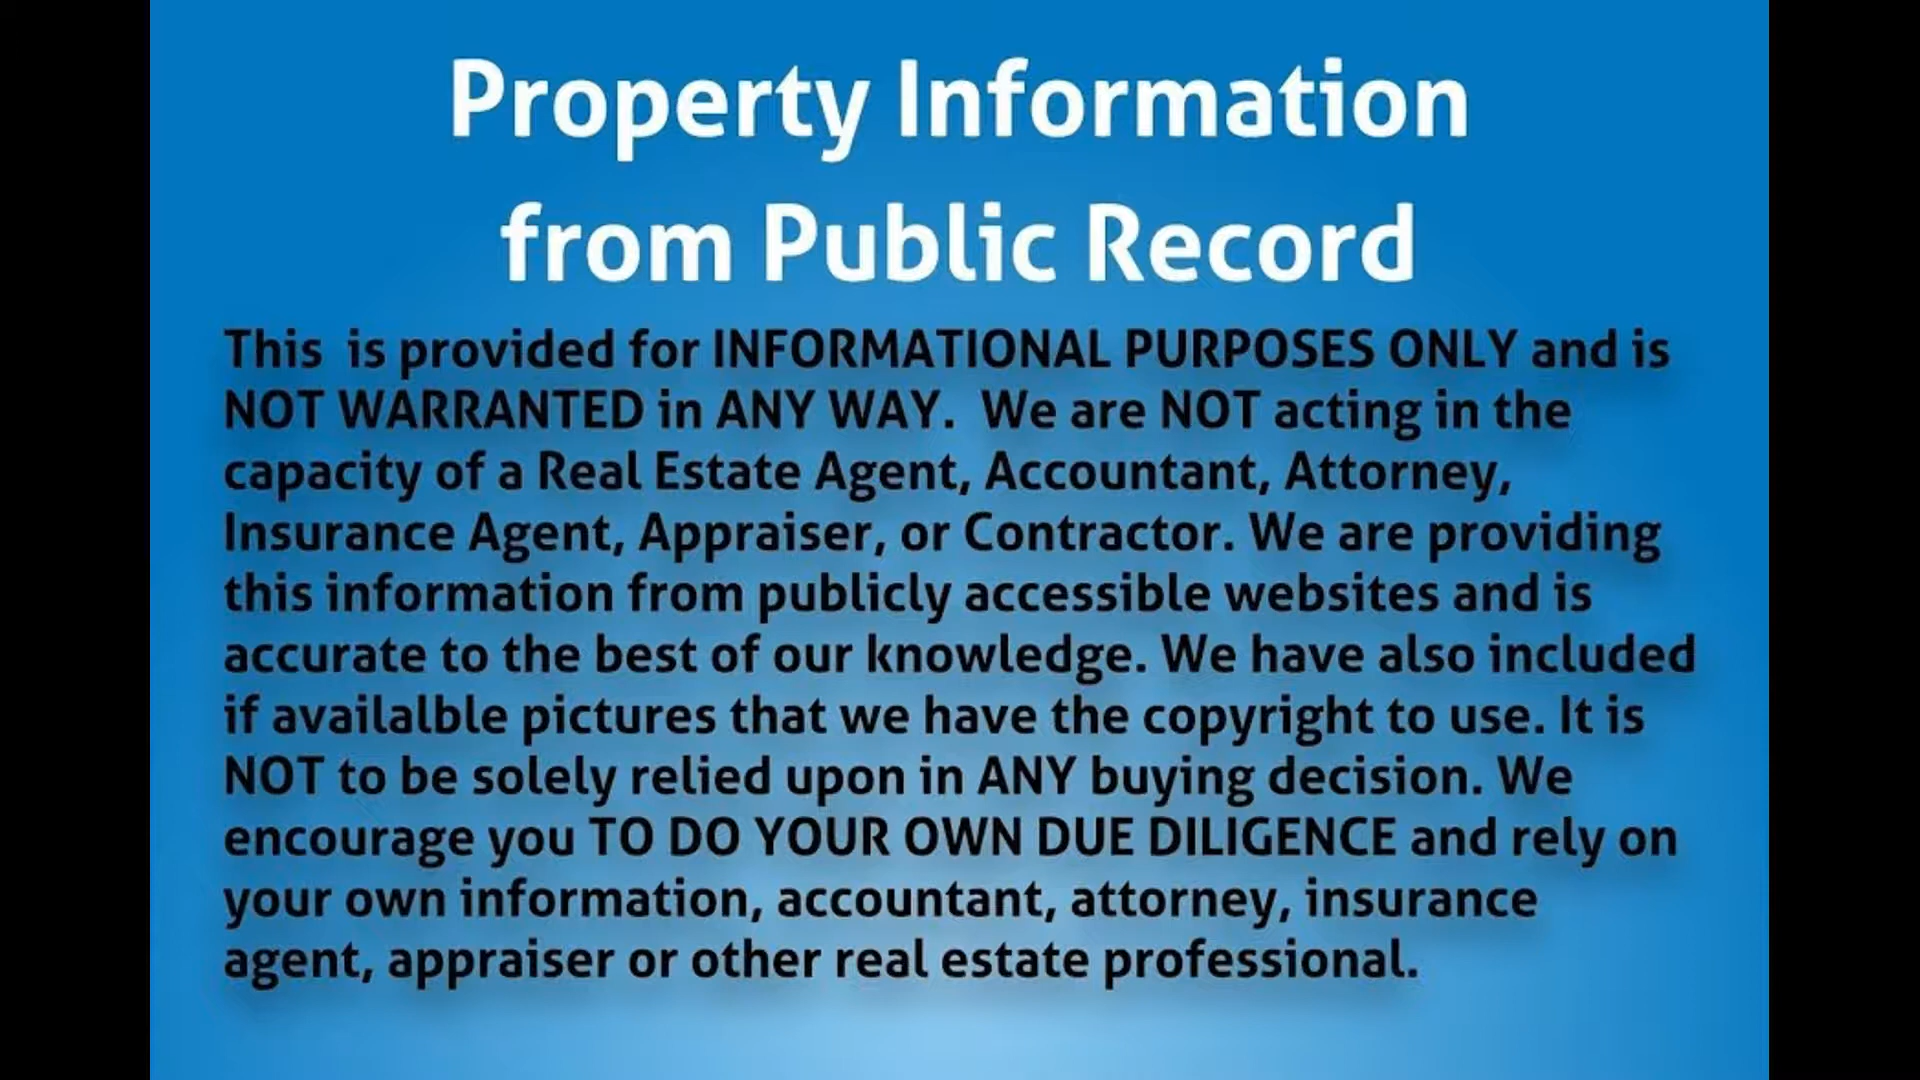 Property Information
from Public Record
This is provided for INFORMATIONAL PURPOSES ONLY and is
NOT WARRANTED in ANY WAY. We are NOT acting in the
capacity of a Real Estate Agent, Accountant, Attorney,
Insurance Agent, Appraiser, or Contractor. We are providing
this information from publicly accessible websites and is
accurate to the best of our knowledge. We have also included
if availalble pictures that we have the copyright to use. It is
NOT to be solely relied upon in ANY buying decision. We
encourage you TO DO YOUR OWN DUE DILIGENCE and rely on
your own information, accountant, attorney, insurance
agent, appraiser or other real estate professional.